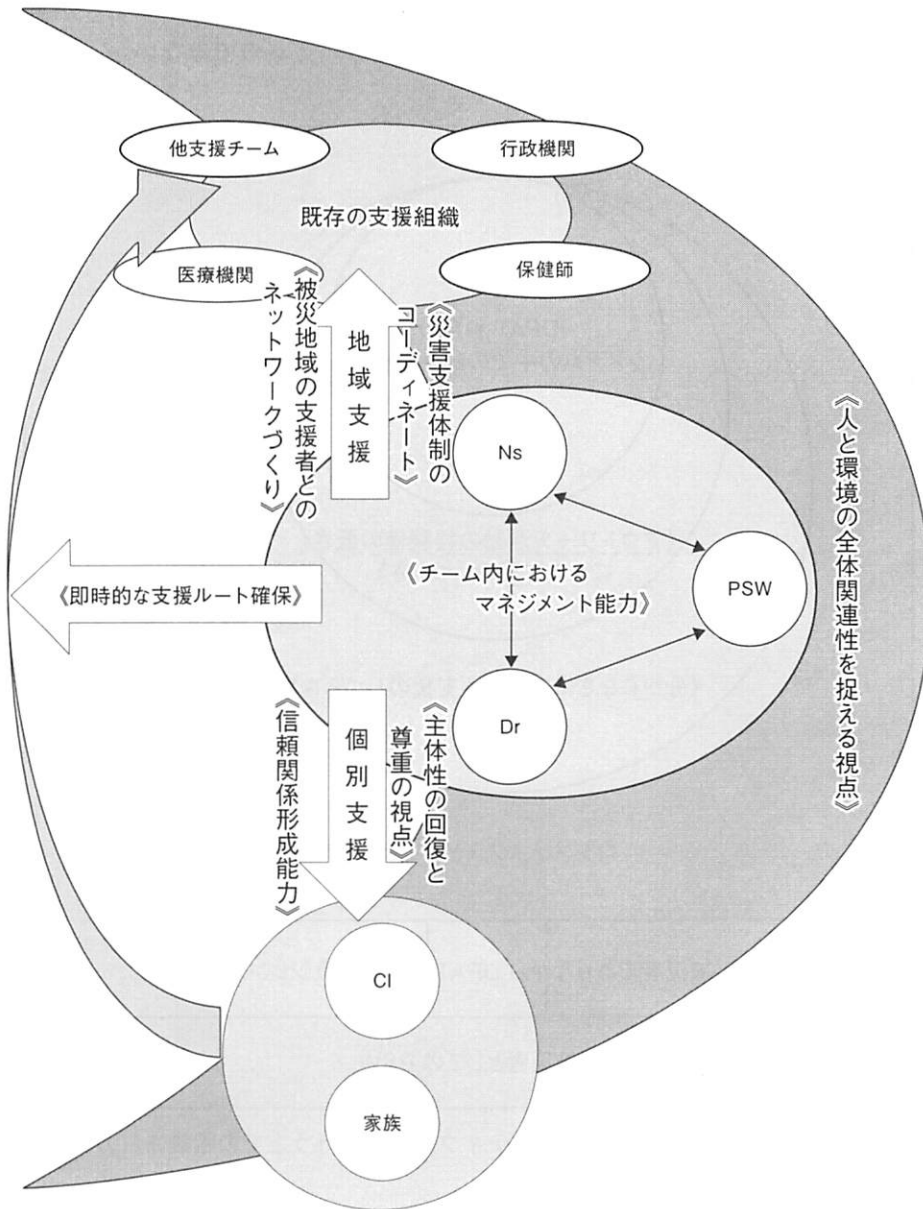 他支援チーム
行政機関
既存の支援組織
医療機関
保健師
《災害支援体制の
コーディネート》
地域支援
《被災地域の支援者との
ネットワークづくり》
《人と環境の全体関連性を捉える視点》
Ns
《チーム内における
マネジメント能力》
PSW
《即時的な支援ルート確保》
Dr
《主体性の回復と
尊重の視点》
個別支援
《信頼関係形成能力》
Cl
家族